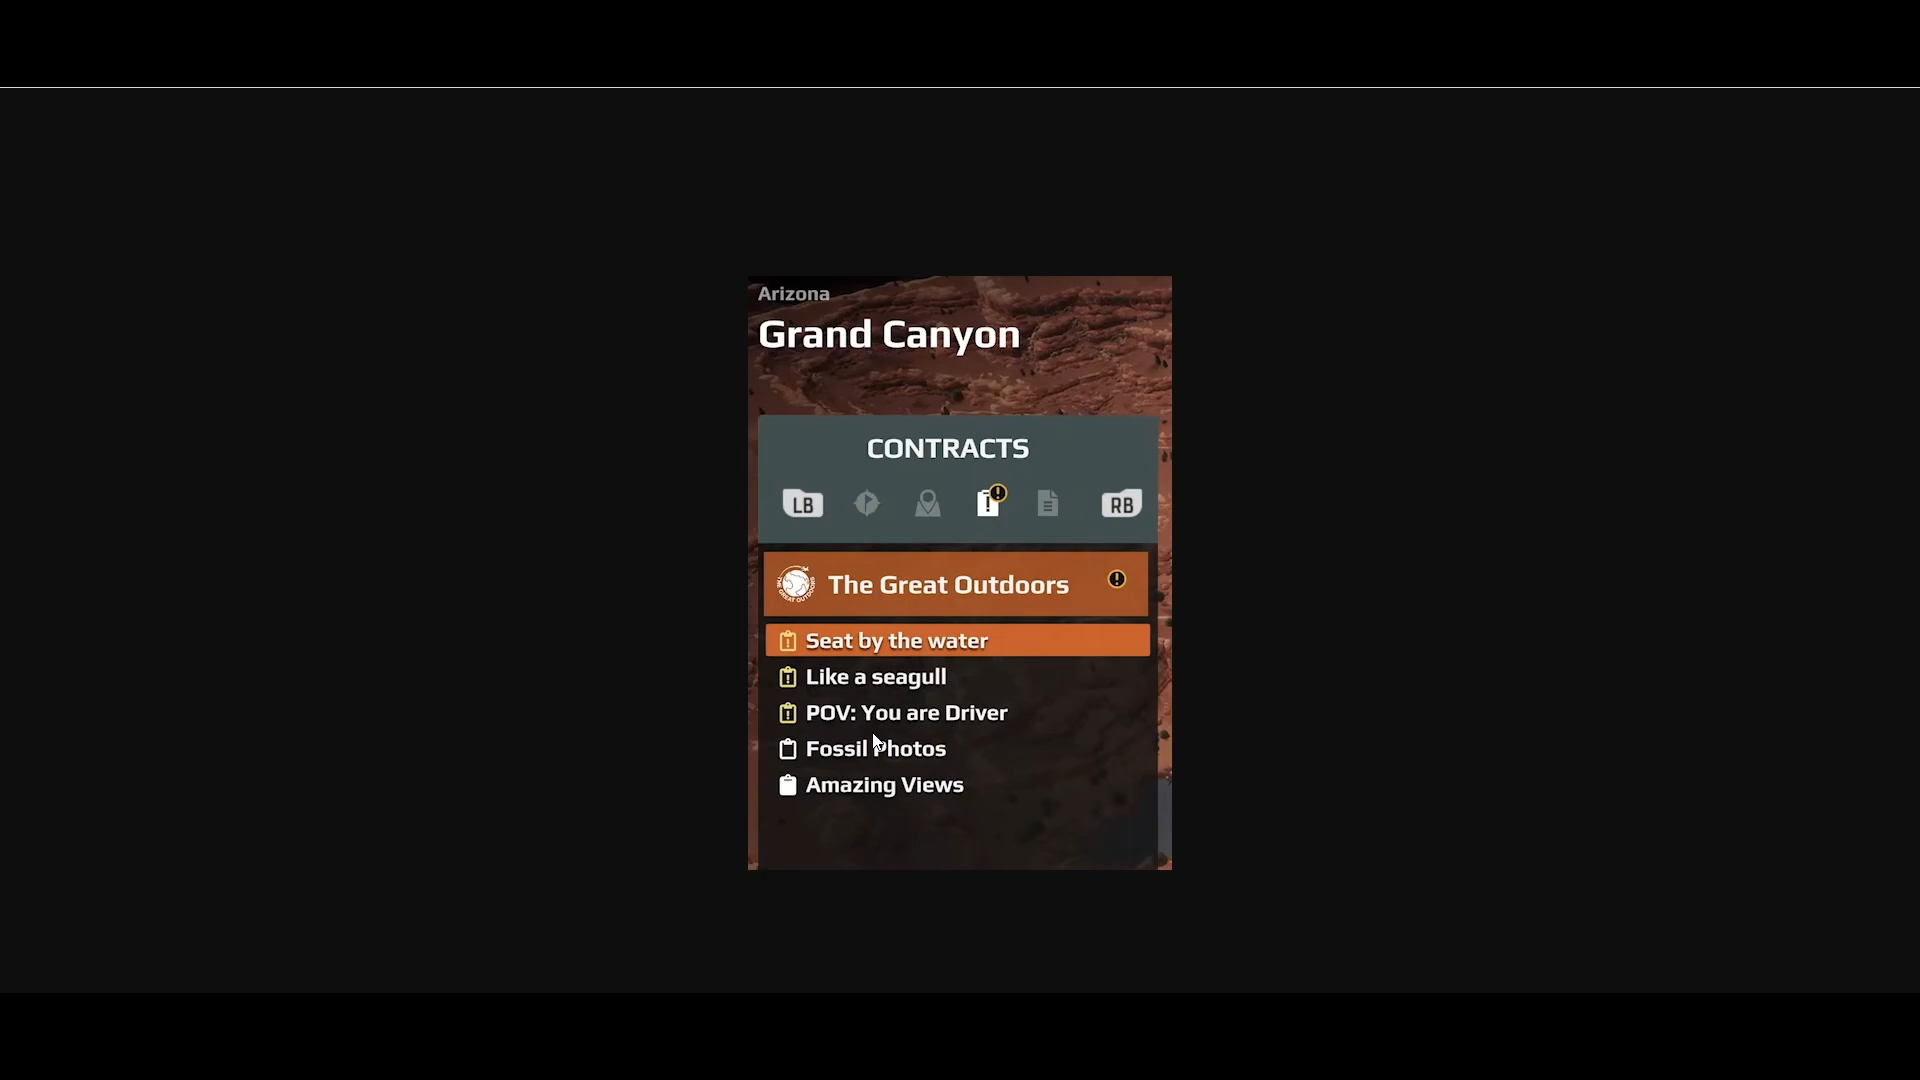 Arizona
Grand Canyon
CONTRACTS
LB
RB
The Great Outdoors
Seat by the water
Like a seagull
POV: You are Driver
Fossil Photos
Amazing Views